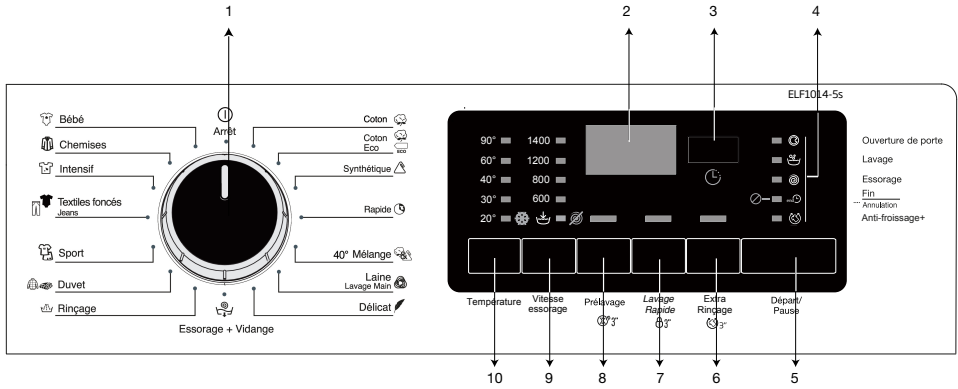 1
2
3
4
ELF1014-5s
Arrêt
Bébé
Chemises
Intensif
Textiles foncés
Jeans
Sport
Duvet
Rinçage
Essorage + Vidange
Coton
Coton
Eco
ECO
Synthétique
Rapide
40° Mélange
Laine
Lavage Main
Délicat
90°
60°
40°
30°
20°
1400
1200
800
600
Ouverture de porte
Lavage
Essorage
Fin
Annulation
Anti-froissage+
Température
Vitesse
essorage
Prélavage
3"
Lavage
Rapide
3"
Extra
Rinçage
3"
Départ/
Pause
10
9
8
7
6
5